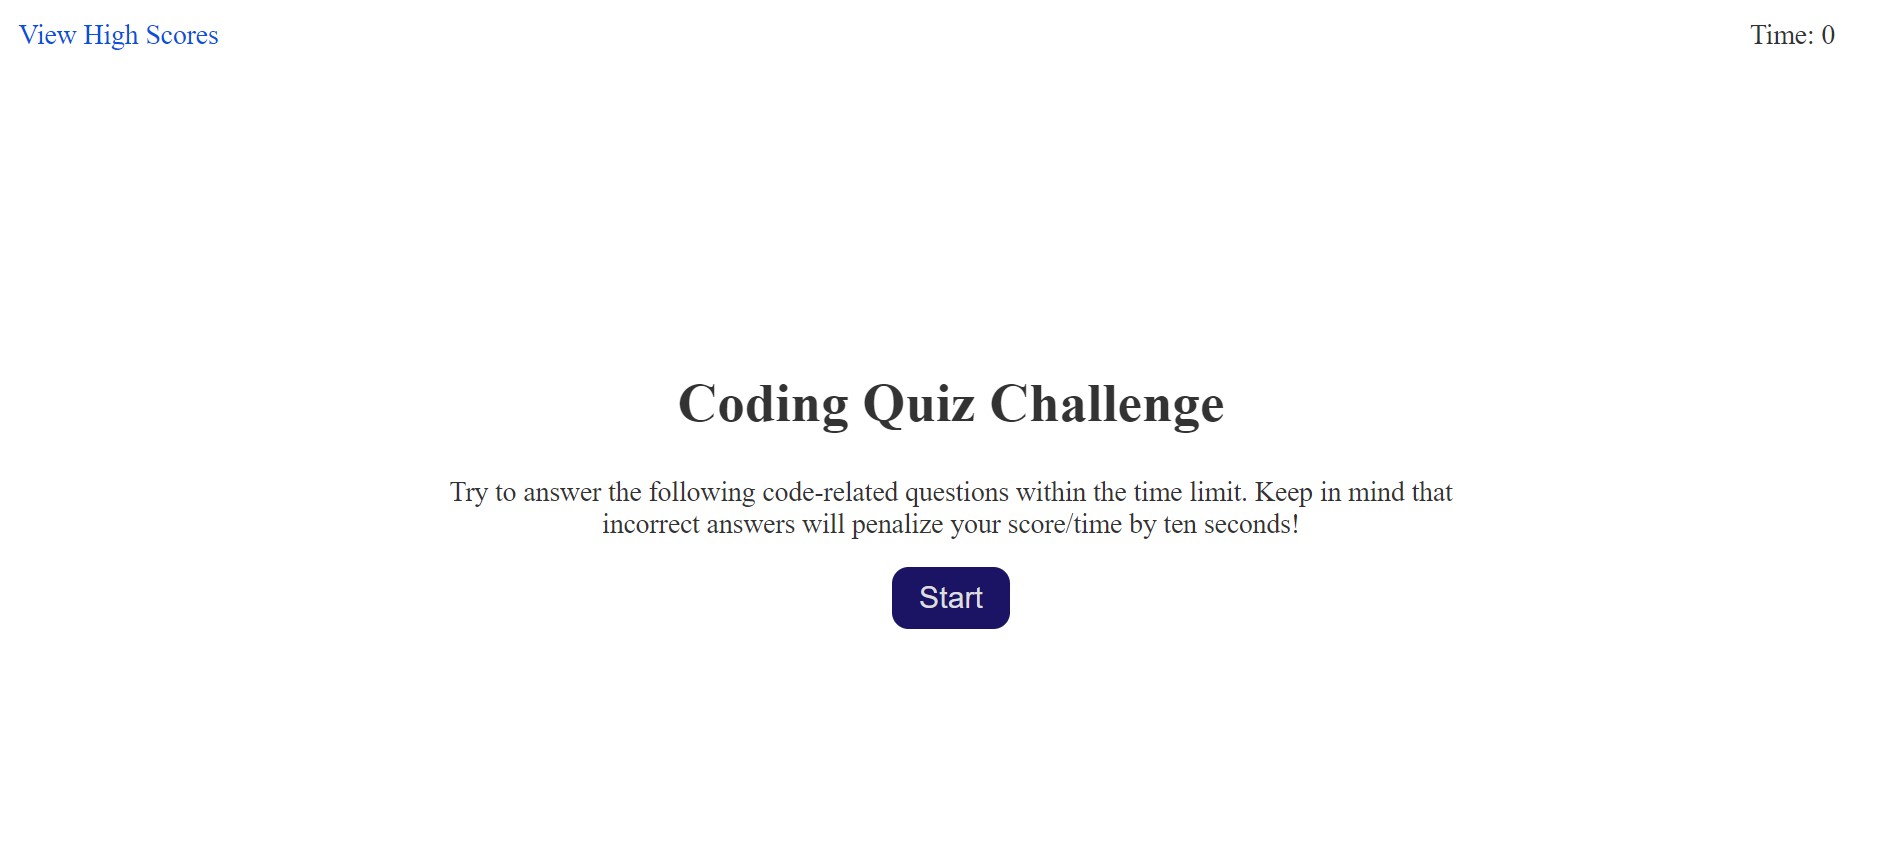 View High Scores
Time: 0
Coding Quiz Challenge
Try to answer the following code-related questions within the time limit. Keep in mind that
incorrect answers will penalize your score/time by ten seconds!
Start